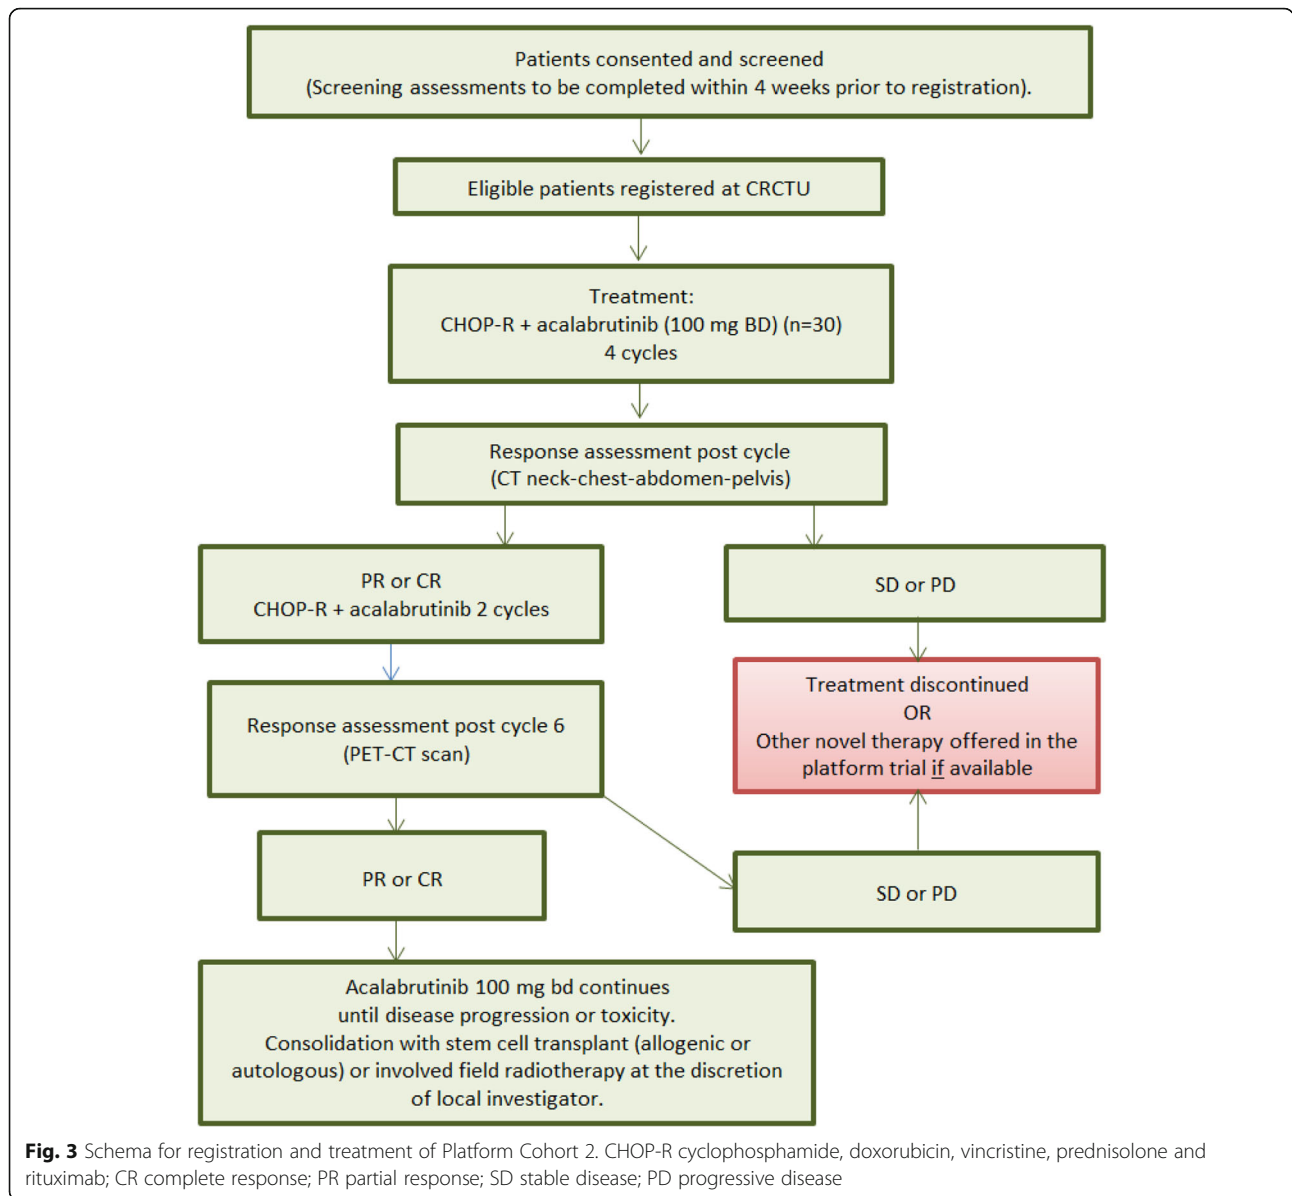 Patients consented and screened
(Screening assessments to be completed within 4 weeks prior to registration).
Eligible patients registered at CRCTU
Treatment:
CHOP-R + acalabrutinib (100 mg BD) (n=30)
4 cycles
Response assessment post cycle
(CT neck-chest-abdomen-pelvis)
PR or CR
CHOP-R + acalabrutinib 2 cycles
SD or PD
Treatment discontinued
OR
Other novel therapy offered in the
platform trial if available
Response assessment post cycle 6
(PET-CT scan)
PR or CR
SD or PD
Acalabrutinib 100 mg bd continues
until disease progression or toxicity.
Consolidation with stem cell transplant (allogenic or
autologous) or involved field radiotherapy at the discretion
of local investigator.
Fig. 3 Schema for registration and treatment of Platform Cohort 2. CHOP-R cyclophosphamide, doxorubicin, vincristine, prednisolone and
rituximab; CR complete response; PR partial response; SD stable disease; PD progressive disease